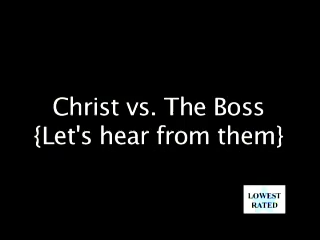 Christ vs. The Boss
{Let's hear from them}
LOWEST
RATED